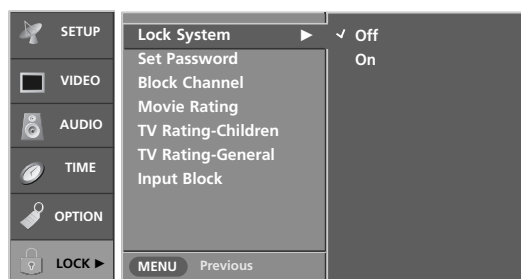 SETUP
VIDEO
AUDIO
TIME
OPTION
LOCK ►
Lock System ►
Set Password
Block Channel
Movie Rating
TV Rating-Children
TV Rating-General
Input Block
MENU Previous
✓ Off
On